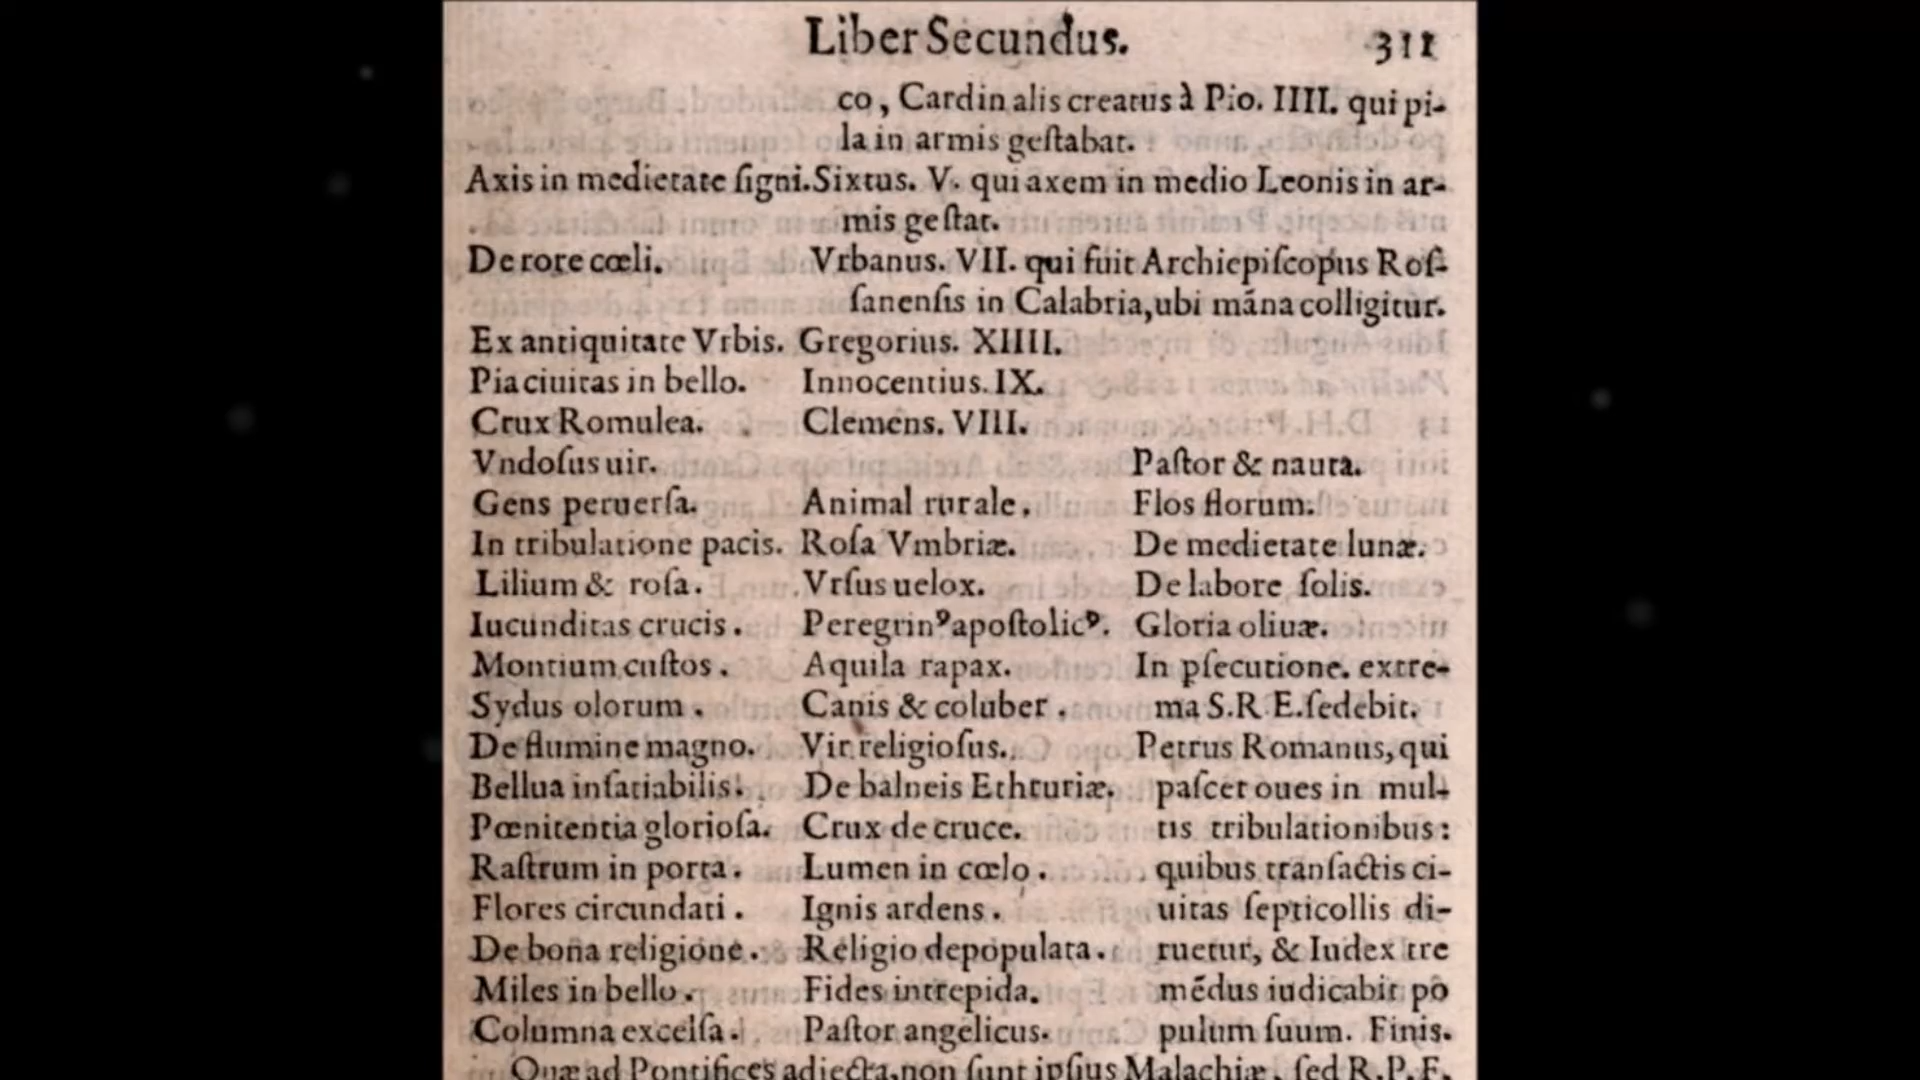 Liber Secundus. 311
co, Cardinalis creatus à Pio. IIII. qui pi-
la in armis geſtabat.
Axis in medietate ſigni. Sixtus. V. qui axem in medio Leonis in ar-
mis geſtat.
De rore cœli. Vrbanus. VII. qui fuit Archiepiſcopus Roſ-
ſanenſis in Calabria, ubi māna colligitur.
Ex antiquitate Vrbis. Gregorius. XIIII.
Pia ciuitas in bello. Innocentius. IX.
Crux Romulea. Clemens. VIII.
Vndoſus uir. Paſtor & nauta.
Gens peruerſa. Animal rurale. Flos florum.
In tribulatione pacis. Roſa Vmbriæ. De medietate lunæ.
Lilium & roſa. Vrſus uelox. De labore ſolis.
Iucunditas crucis. Peregrinꝰ apoſtolicꝰ. Gloria oliuæ.
Montium cuſtos. Aquila rapax. In pſecutione. extre-
Sydus olorum. Canis & coluber. ma S.R.E. ſedebit.
De flumine magno. Vir religioſus. Petrus Romanus, qui
Bellua inſatiabilis. De balneis Ethturiæ. paſcet oues in mul-
Pœnitentia glorioſa. Crux de cruce. tis tribulationibus:
Raſtrum in porta. Lumen in cœlo. quibus tranſactis ci-
Flores circundati. Ignis ardens. uitas ſepticollis di-
De bona religione. Religio depopulata. ruetur, & Iudex tre
Miles in bello. Fides intrepida. mēdus iudicabit po
Columna excelſa. Paſtor angelicus. pulum ſuum. Finis.
Quæ ad Pontifices adiecta, non ſunt ipſius Malachiæ, ſed R.P.F.